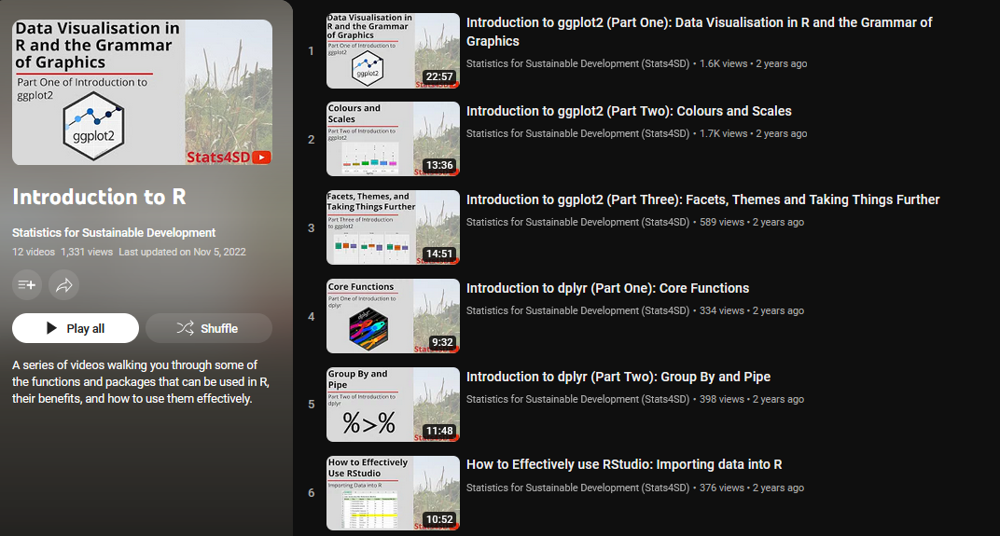 Data Visualisation in
R and the Grammar
of Graphics
Part One of Introduction to
ggplot2
ggplot2
Stats4SD
Introduction to R
Statistics for Sustainable Development
12 videos 1,331 views Last updated on Nov 5, 2022
Play all
Shuffle
A series of videos walking you through some of
the functions and packages that can be used in R,
their benefits, and how to use them effectively.
1
Data Visualisation in
R and the Grammar
of Graphics
Part One of Introduction to
ggplot2
ggplot2
22:57
Introduction to ggplot2 (Part One): Data Visualisation in R and the Grammar of
Graphics
Statistics for Sustainable Development (Stats4SD) • 1.6K views • 2 years ago
2
Colours and
Scales
Part Two of Introduction to
ggplot2
13:36
Introduction to ggplot2 (Part Two): Colours and Scales
Statistics for Sustainable Development (Stats4SD) • 1.7K views • 2 years ago
3
Facets, Themes, and
Taking Things Further
Part Three of Introduction
to ggplot2
14:51
Introduction to ggplot2 (Part Three): Facets, Themes and Taking Things Further
Statistics for Sustainable Development (Stats4SD) • 589 views • 2 years ago
4
Core Functions
Part One of Introduction to
dplyr
dplyr
9:32
Introduction to dplyr (Part One): Core Functions
Statistics for Sustainable Development (Stats4SD) • 334 views • 2 years ago
5
Group By and
Pipe
Part Two of Introduction to
dplyr
%>%
11:48
Introduction to dplyr (Part Two): Group By and Pipe
Statistics for Sustainable Development (Stats4SD) • 398 views • 2 years ago
6
How to Effectively
Use RStudio
Importing Data into R
10:52
How to Effectively use RStudio: Importing data into R
Statistics for Sustainable Development (Stats4SD) • 376 views • 2 years ago